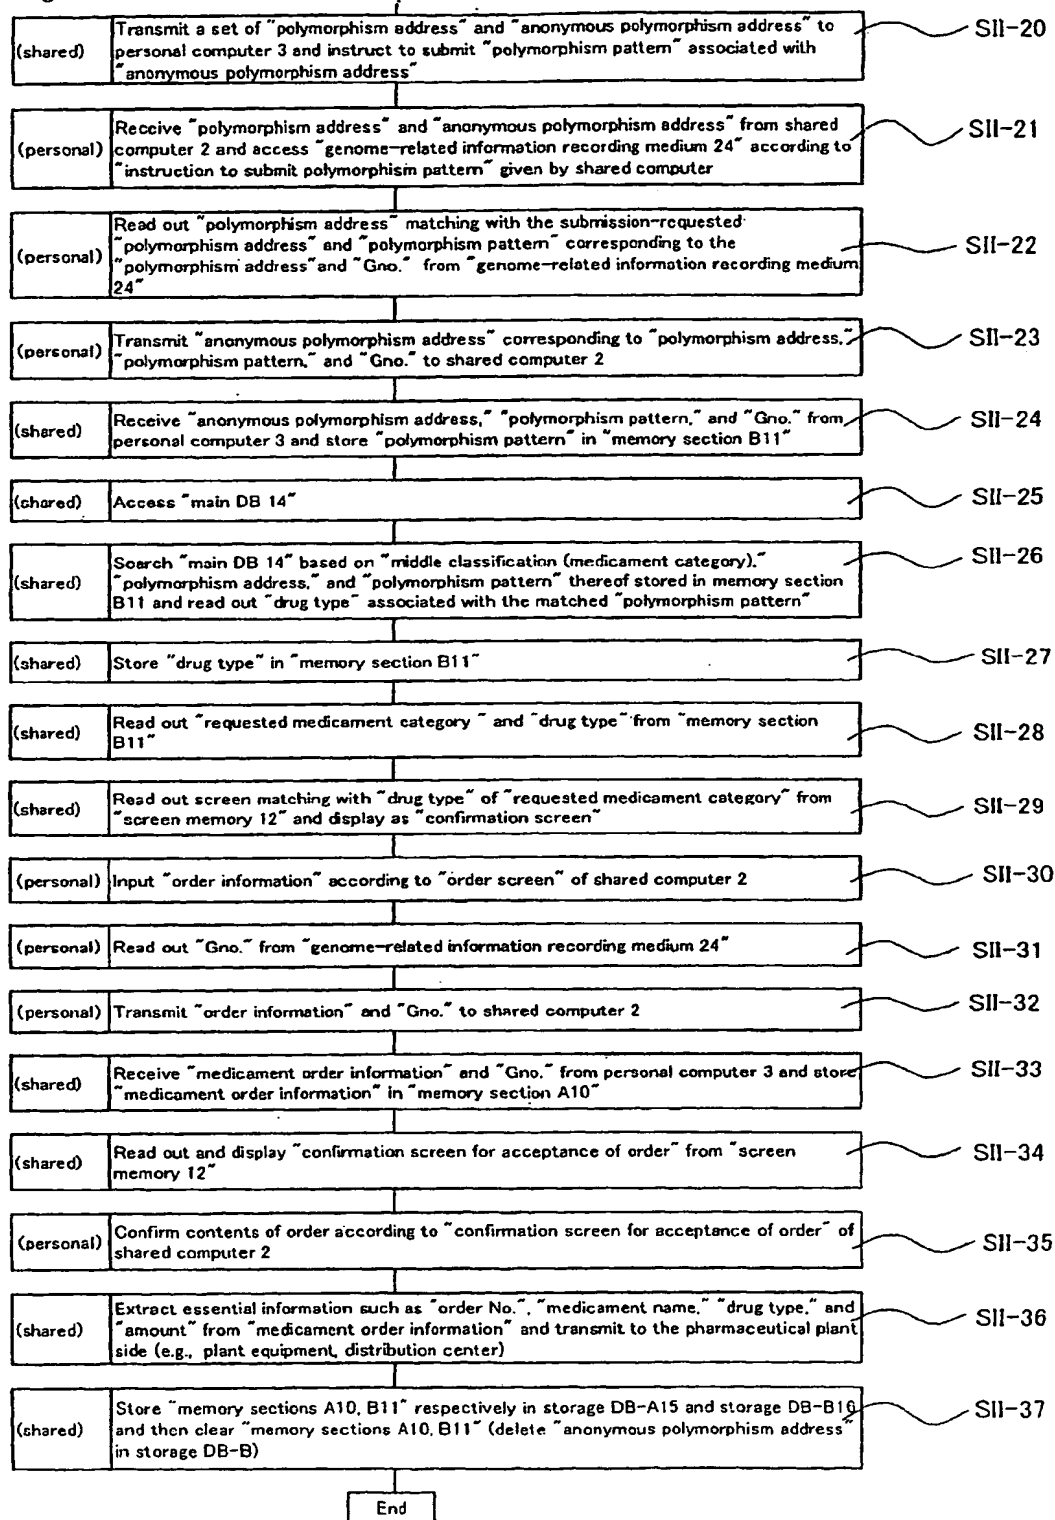 (shared)
Transmit a set of "polymorphism address" and "anonymous polymorphism address" to
personal computer 3 and instruct to submit "polymorphism pattern" associated with
"anonymous polymorphism address"
SII-20
(personal)
Receive "polymorphism address" and "anonymous polymorphism address" from shared
computer 2 and access "genome-related information recording medium 24" according to
"instruction to submit polymorphism pattern" given by shared computer
SII-21
(personal)
Read out "polymorphism address" matching with the submission-requested
"polymorphism address" and "polymorphism pattern" corresponding to the
"polymorphism address"and "Gno." from "genome-related information recording medium
24"
SII-22
(personal)
Transmit "anonymous polymorphism address" corresponding to "polymorphism address,"
"polymorphism pattern," and "Gno." to shared computer 2
SII-23
(shared)
Receive "anonymous polymorphism address," "polymorphism pattern," and "Gno." from
personal computer 3 and store "polymorphism pattern" in "memory section B11"
SII-24
(shared)
Access "main DB 14"
SII-25
(shared)
Search "main DB 14" based on "middle classification (medicament category),"
"polymorphism address," and "polymorphism pattern" thereof stored in memory section
B11 and read out "drug type" associated with the matched "polymorphism pattern"
SII-26
(shared)
Store "drug type" in "memory section B11"
SII-27
(shared)
Read out "requested medicament category " and "drug type" from "memory section
B11"
SII-28
(shared)
Read out screen matching with "drug type" of "requested medicament category" from
"screen memory 12" and display as "confirmation screen"
SII-29
(personal)
Input "order information" according to "order screen" of shared computer 2
SII-30
(personal)
Read out "Gno." from "genome-related information recording medium 24"
SII-31
(personal)
Transmit "order information" and "Gno." to shared computer 2
SII-32
(shared)
Receive "medicament order information" and "Gno." from personal computer 3 and store
"medicament order information" in "memory section A10"
SII-33
(shared)
Read out and display "confirmation screen for acceptance of order" from "screen
memory 12"
SII-34
(personal)
Confirm contents of order according to "confirmation screen for acceptance of order" of
shared computer 2
SII-35
(shared)
Extract essential information such as "order No.", "medicament name," "drug type," and
"amount" from "medicament order information" and transmit to the pharmaceutical plant
side (e.g., plant equipment, distribution center)
SII-36
(shared)
Store "memory sections A10, B11" respectively in storage DB-A15 and storage DB-B16
and then clear "memory sections A10, B11" (delete "anonymous polymorphism address"
in storage DB-B)
SII-37
End